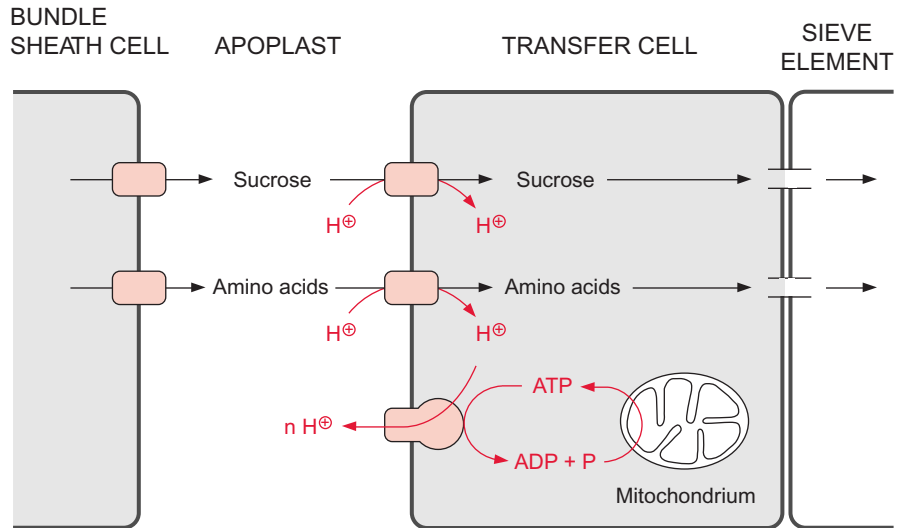 BUNDLE
SHEATH CELL
APOPLAST
TRANSFER CELL
SIEVE
ELEMENT
Sucrose
Sucrose
H⊕
H⊕
Amino acids
Amino acids
H⊕
H⊕
ATP
n H⊕
ADP + P
Mitochondrium